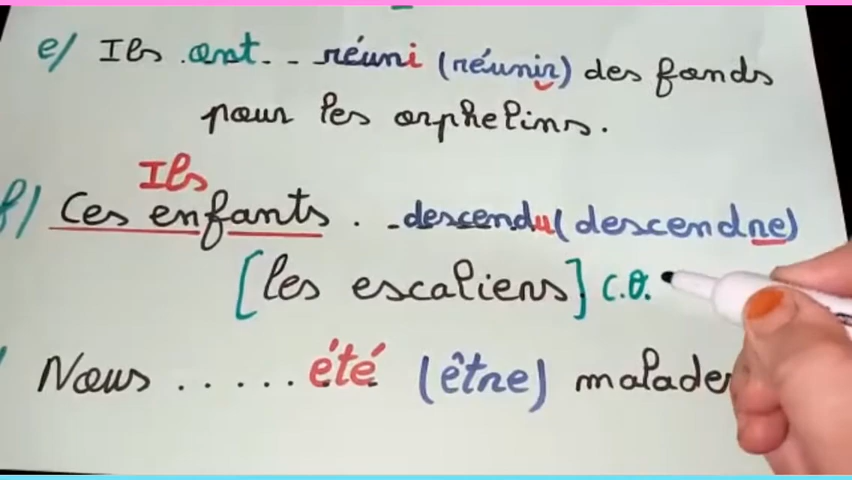 e/ Ils .ont... réuni (réunir) des fonds
pour les orphelins.
Ils
f/ Ces enfants . .. descendu (descendre)
[les escaliers] C.O.
Nous ..... été (être) malade